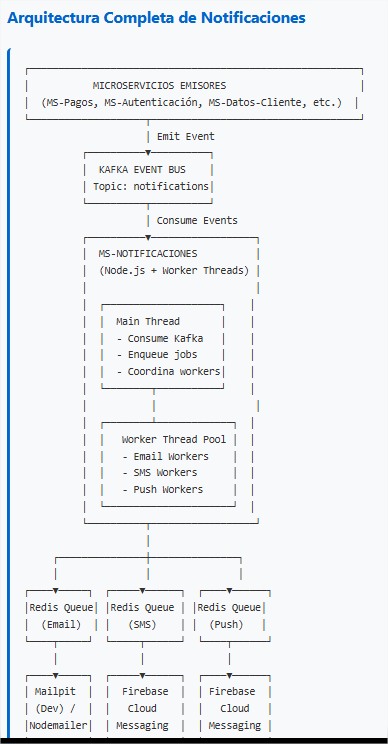 Arquitectura Completa de Notificaciones
MICROSERVICIOS EMISORES
(MS-Pagos, MS-Autenticación, MS-Datos-Cliente, etc.)
Emit Event
KAFKA EVENT BUS
Topic: notifications
Consume Events
MS-NOTIFICACIONES
(Node.js + Worker Threads)
Main Thread
- Consume Kafka
- Enqueue jobs
- Coordina workers
Worker Thread Pool
- Email Workers
- SMS Workers
- Push Workers
Redis Queue Redis Queue Redis Queue
(Email) (SMS) (Push)
Mailpit Firebase Firebase
(Dev) / Cloud Cloud
Nodemailer Messaging Messaging